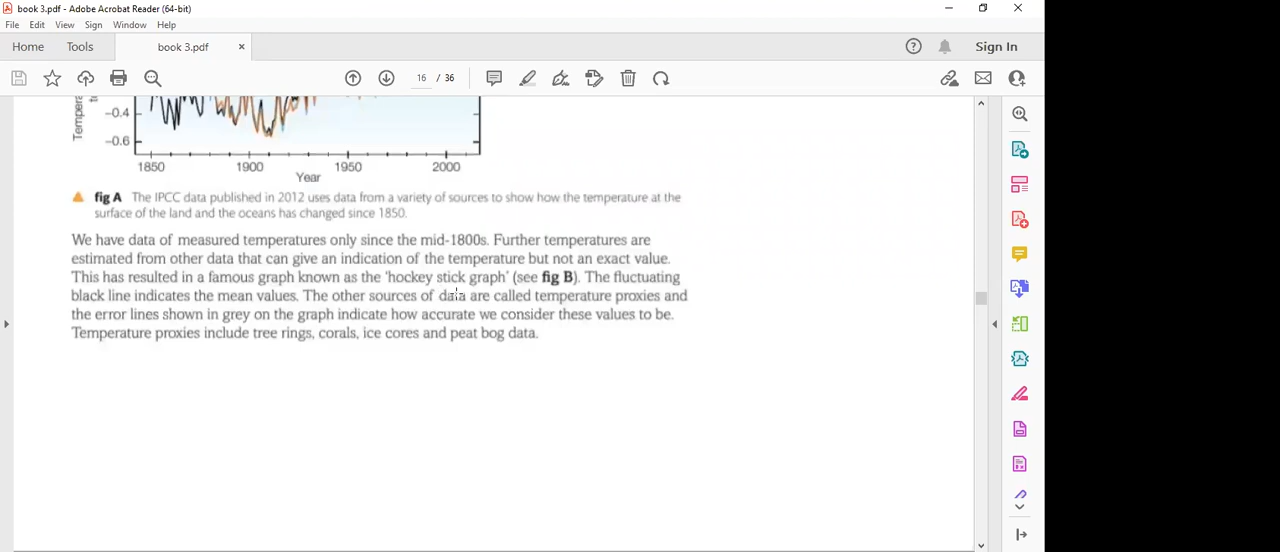 book 3.pdf - Adobe Acrobat Reader (64-bit)
File Edit View Sign Window Help
Home Tools book 3.pdf × Sign In
16 / 36
−0.4
−0.6
1850 1900 1950 2000
Year
fig A The IPCC data published in 2012 uses data from a variety of sources to show how the temperature at the
surface of the land and the oceans has changed since 1850.
We have data of measured temperatures only since the mid-1800s. Further temperatures are
estimated from other data that can give an indication of the temperature but not an exact value.
This has resulted in a famous graph known as the ‘hockey stick graph’ (see fig B). The fluctuating
black line indicates the mean values. The other sources of data are called temperature proxies and
the error lines shown in grey on the graph indicate how accurate we consider these values to be.
Temperature proxies include tree rings, corals, ice cores and peat bog data.